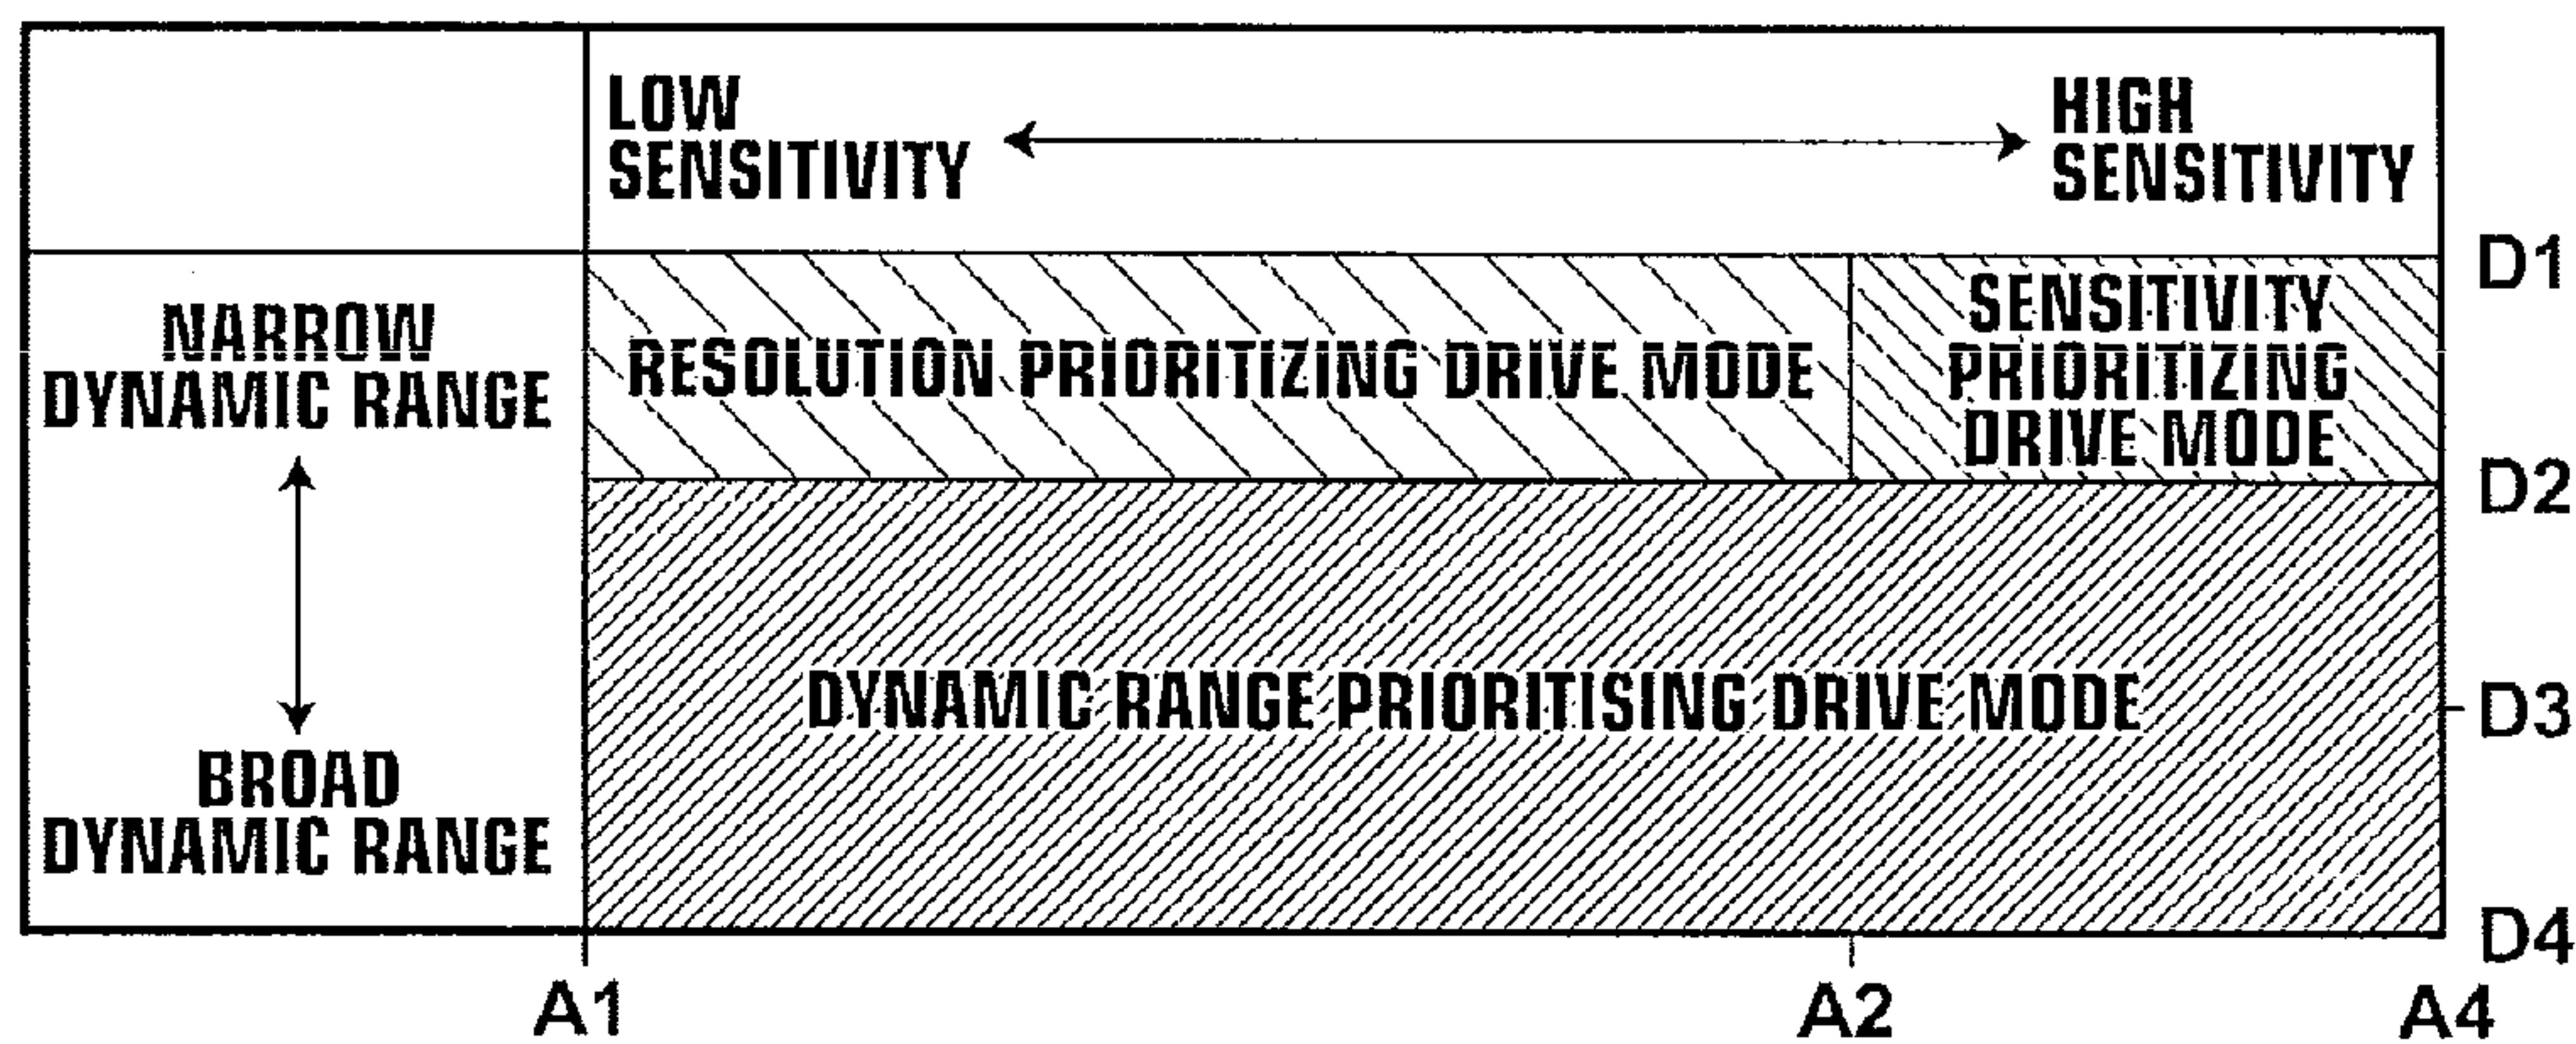 LOW
SENSITIVITY
HIGH
SENSITIVITY
D1
NARROW
DYNAMIC RANGE
RESOLUTION PRIORITIZING DRIVE MODE
SENSITIVITY
PRIORITIZING
DRIVE MODE
D2
DYNAMIC RANGE PRIORITISING DRIVE MODE
D3
BROAD
DYNAMIC RANGE
D4
A1
A2
A4